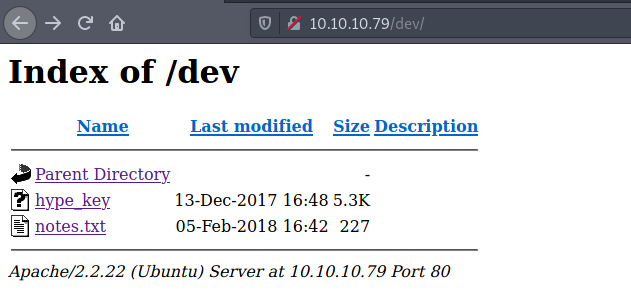 10.10.10.79/dev/
Index of /dev
Name Last modified Size Description
Parent Directory -
hype_key 13-Dec-2017 16:48 5.3K
notes.txt 05-Feb-2018 16:42 227
Apache/2.2.22 (Ubuntu) Server at 10.10.10.79 Port 80